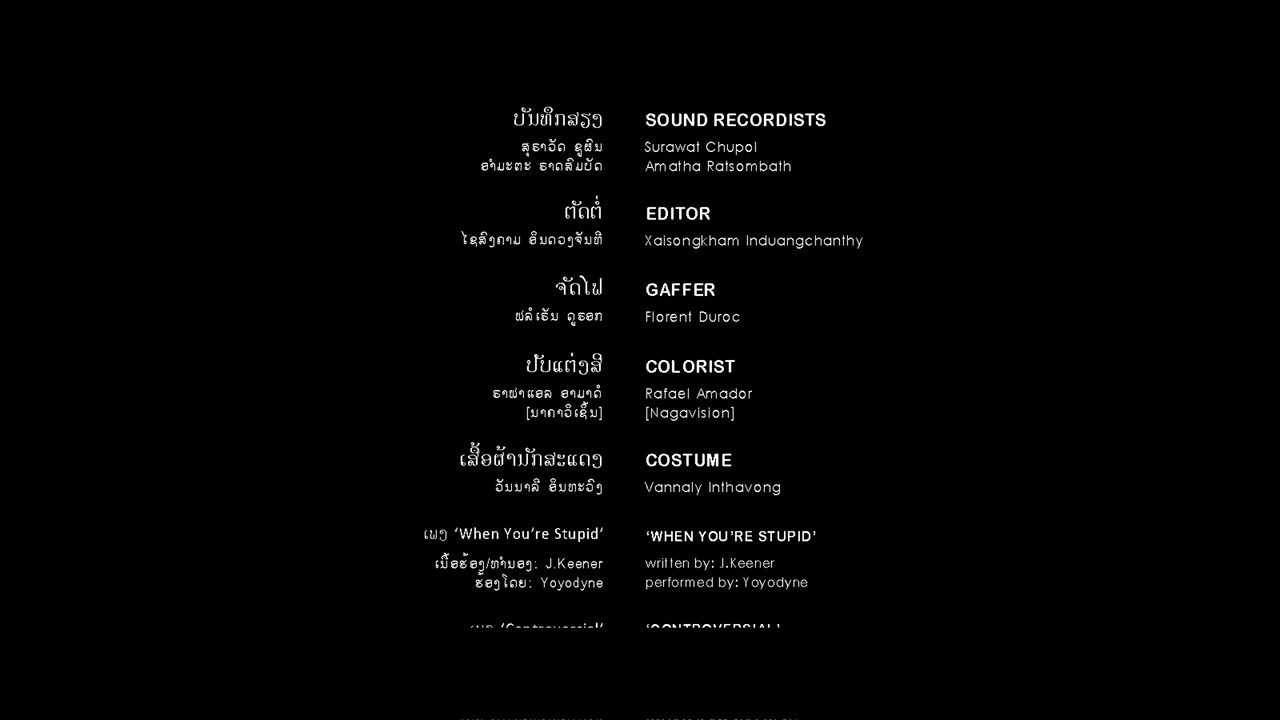 ບັນທຶກສຽງ SOUND RECORDISTS
ສຸຣາວັດ ຊູຜົນ Surawat Chupol
ອຳມະຕະ ຣາດສົມບັດ Amatha Ratsombath
ຕັດຕໍ່ EDITOR
ໄຊສົງຄາມ ອິນດວງຈັນທີ Xaisongkham Induangchanthy
ຈັດໄຟ GAFFER
ຟລໍເຣັນ ດູຣອກ Florent Duroc
ປັບແຕ່ງສີ COLORIST
ຣາຟາແອລ ອາມາດໍ Rafael Amador
[ນາຄາວິເຊິ້ນ] [Nagavision]
ເສື້ອຜ້ານັກສະແດງ COSTUME
ວັນນາລີ ອິນທະວົງ Vannaly Inthavong
ເພງ ‘When You’re Stupid’ ‘WHEN YOU’RE STUPID’
ເນື້ອຮ້ອງ/ທຳນອງ: J.Keener written by: J.Keener
ຮ້ອງໂດຍ: Yoyodyne performed by: Yoyodyne
ເພງ ‘Controversial’ ‘CONTROVERSIAL’